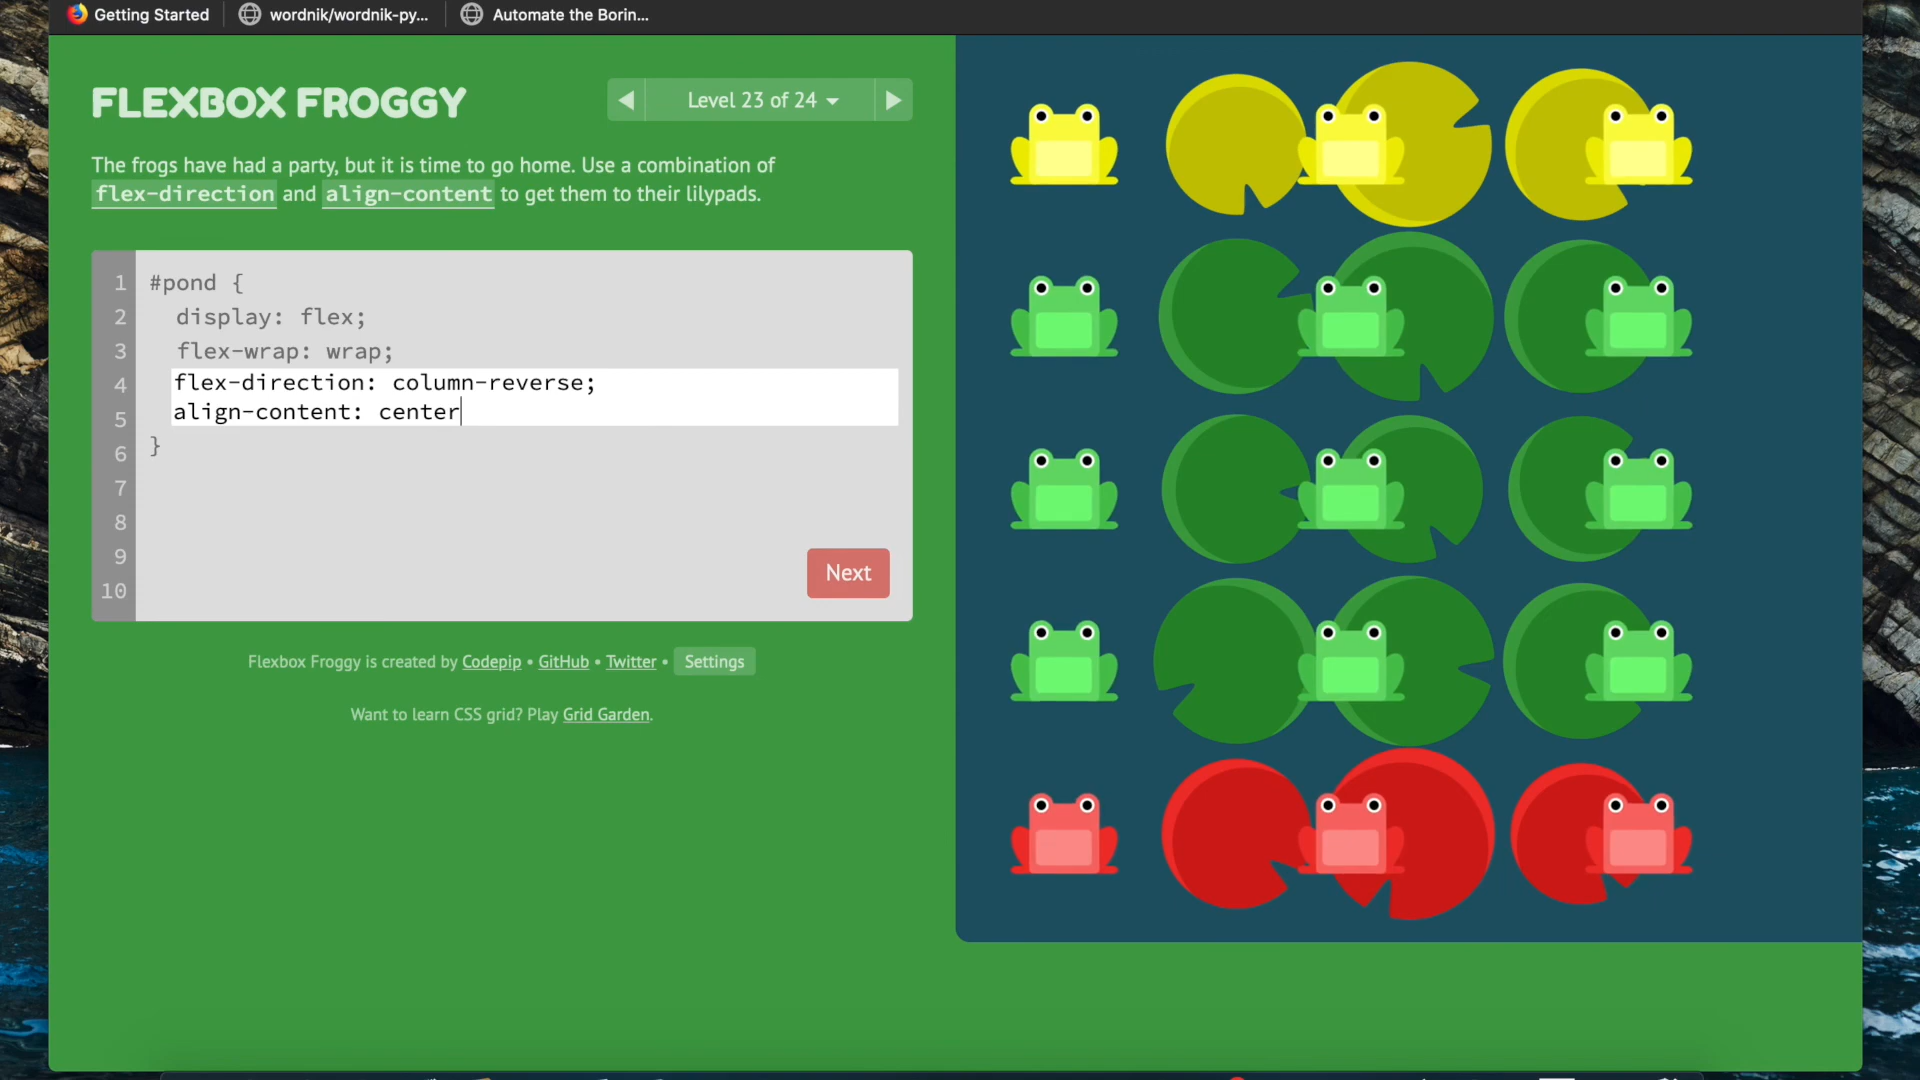 Getting Started
wordnik/wordnik-py...
Automate the Borin...
FLEXBOX FROGGY
Level 23 of 24
The frogs have had a party, but it is time to go home. Use a combination of
flex-direction and align-content to get them to their lilypads.
1 #pond {
2 display: flex;
3 flex-wrap: wrap;
4 flex-direction: column-reverse;
5 align-content: center
6 }
7
8
9
10
Next
Flexbox Froggy is created by Codepip • GitHub • Twitter • Settings
Want to learn CSS grid? Play Grid Garden.